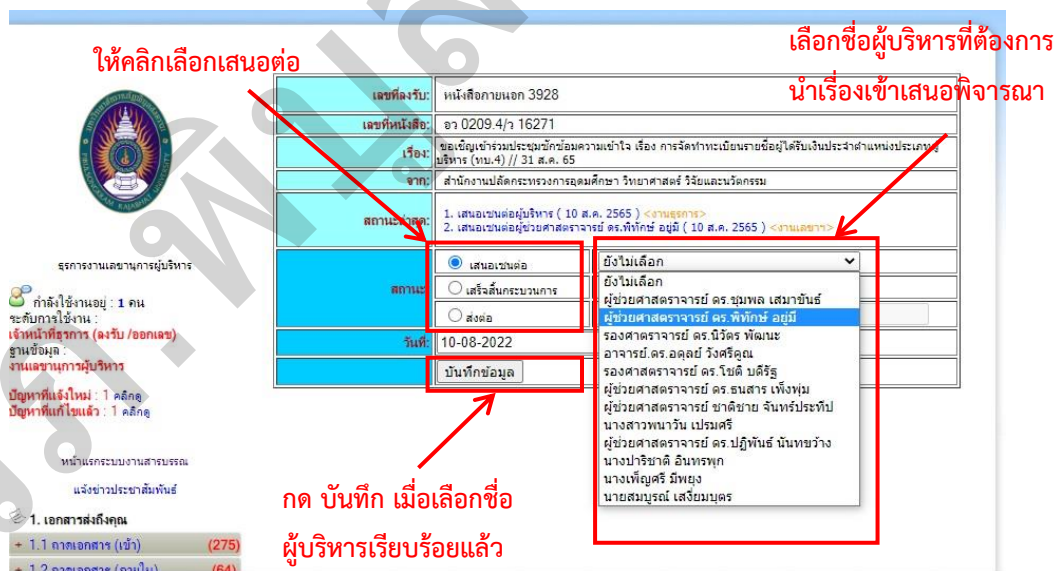 ให้คลิกเลือกเสนอต่อ
เลือกชื่อผู้บริหารที่ต้องการ
นำเรื่องเข้าเสนอพิจารณา
เลขที่ลงรับ: หนังสือภายนอก 3928
เลขที่หนังสือ: อว 0209.4/ว 16271
เรื่อง: ขอเชิญเข้าร่วมประชุมซักซ้อมความเข้าใจ เรื่อง การจัดทำทะเบียนรายชื่อผู้ได้รับเงินประจำตำแหน่งประเภทผู้
บริหาร (ทบ.4) // 31 ส.ค. 65
จาก: สำนักงานปลัดกระทรวงการอุดมศึกษา วิทยาศาสตร์ วิจัยและนวัตกรรม
สถานะล่าสุด: 1. เสนอเซนต่อผู้บริหาร ( 10 ส.ค. 2565 ) <งานธุรการ>
2. เสนอเซนต่อผู้ช่วยศาสตราจารย์ ดร.พิทักษ์ อยู่มี ( 10 ส.ค. 2565 ) <งานเลขาฯ>
สถานะ: เสนอเซนต่อ ยังไม่เลือก
เสร็จสิ้นกระบวนการ
ส่งต่อ
ยังไม่เลือก
ผู้ช่วยศาสตราจารย์ ดร.ชุมพล เสมาขันธ์
ผู้ช่วยศาสตราจารย์ ดร.พิทักษ์ อยู่มี
รองศาตราจารย์ ดร.นิวัตร พัฒนะ
อาจารย์.ดร.อดุลย์ วังศรีคูณ
รองศาสตราจารย์ ดร.โชติ บดีรัฐ
ผู้ช่วยศาสตราจารย์ ดร.ธนสาร เพ็งพุ่ม
ผู้ช่วยศาสตราจารย์ ชาติชาย จันทร์ประทีป
นางสาวพนาวัน เปรมศรี
ผู้ช่วยศาสตราจารย์ ดร.ปฏิพันธ์ นันทขว้าง
นางปาริชาติ อินทรพุก
นางเพ็ญศรี มีพยุง
นายสมบูรณ์ เสงี่ยมบุตร
วันที่: 10-08-2022
บันทึกข้อมูล
กด บันทึก เมื่อเลือกชื่อ
ผู้บริหารเรียบร้อยแล้ว
ธุรการงานเลขานุการผู้บริหาร
กำลังใช้งานอยู่ : 1 คน
ระดับการใช้งาน :
เจ้าหน้าที่ธุรการ (ลงรับ /ออกเลข)
ฐานข้อมูล :
งานเลขานุการผู้บริหาร
ปัญหาที่แจ้งใหม่ : 1 คลิกดู
ปัญหาที่แก้ไขแล้ว : 1 คลิกดู
หน้าแรกระบบงานสารบรรณ
แจ้งข่าวประชาสัมพันธ์
1. เอกสารส่งถึงคุณ
1.1 ถาดเอกสาร (เข้า) (275)
1.2 ถาดเอกสาร (ภายใน) (64)